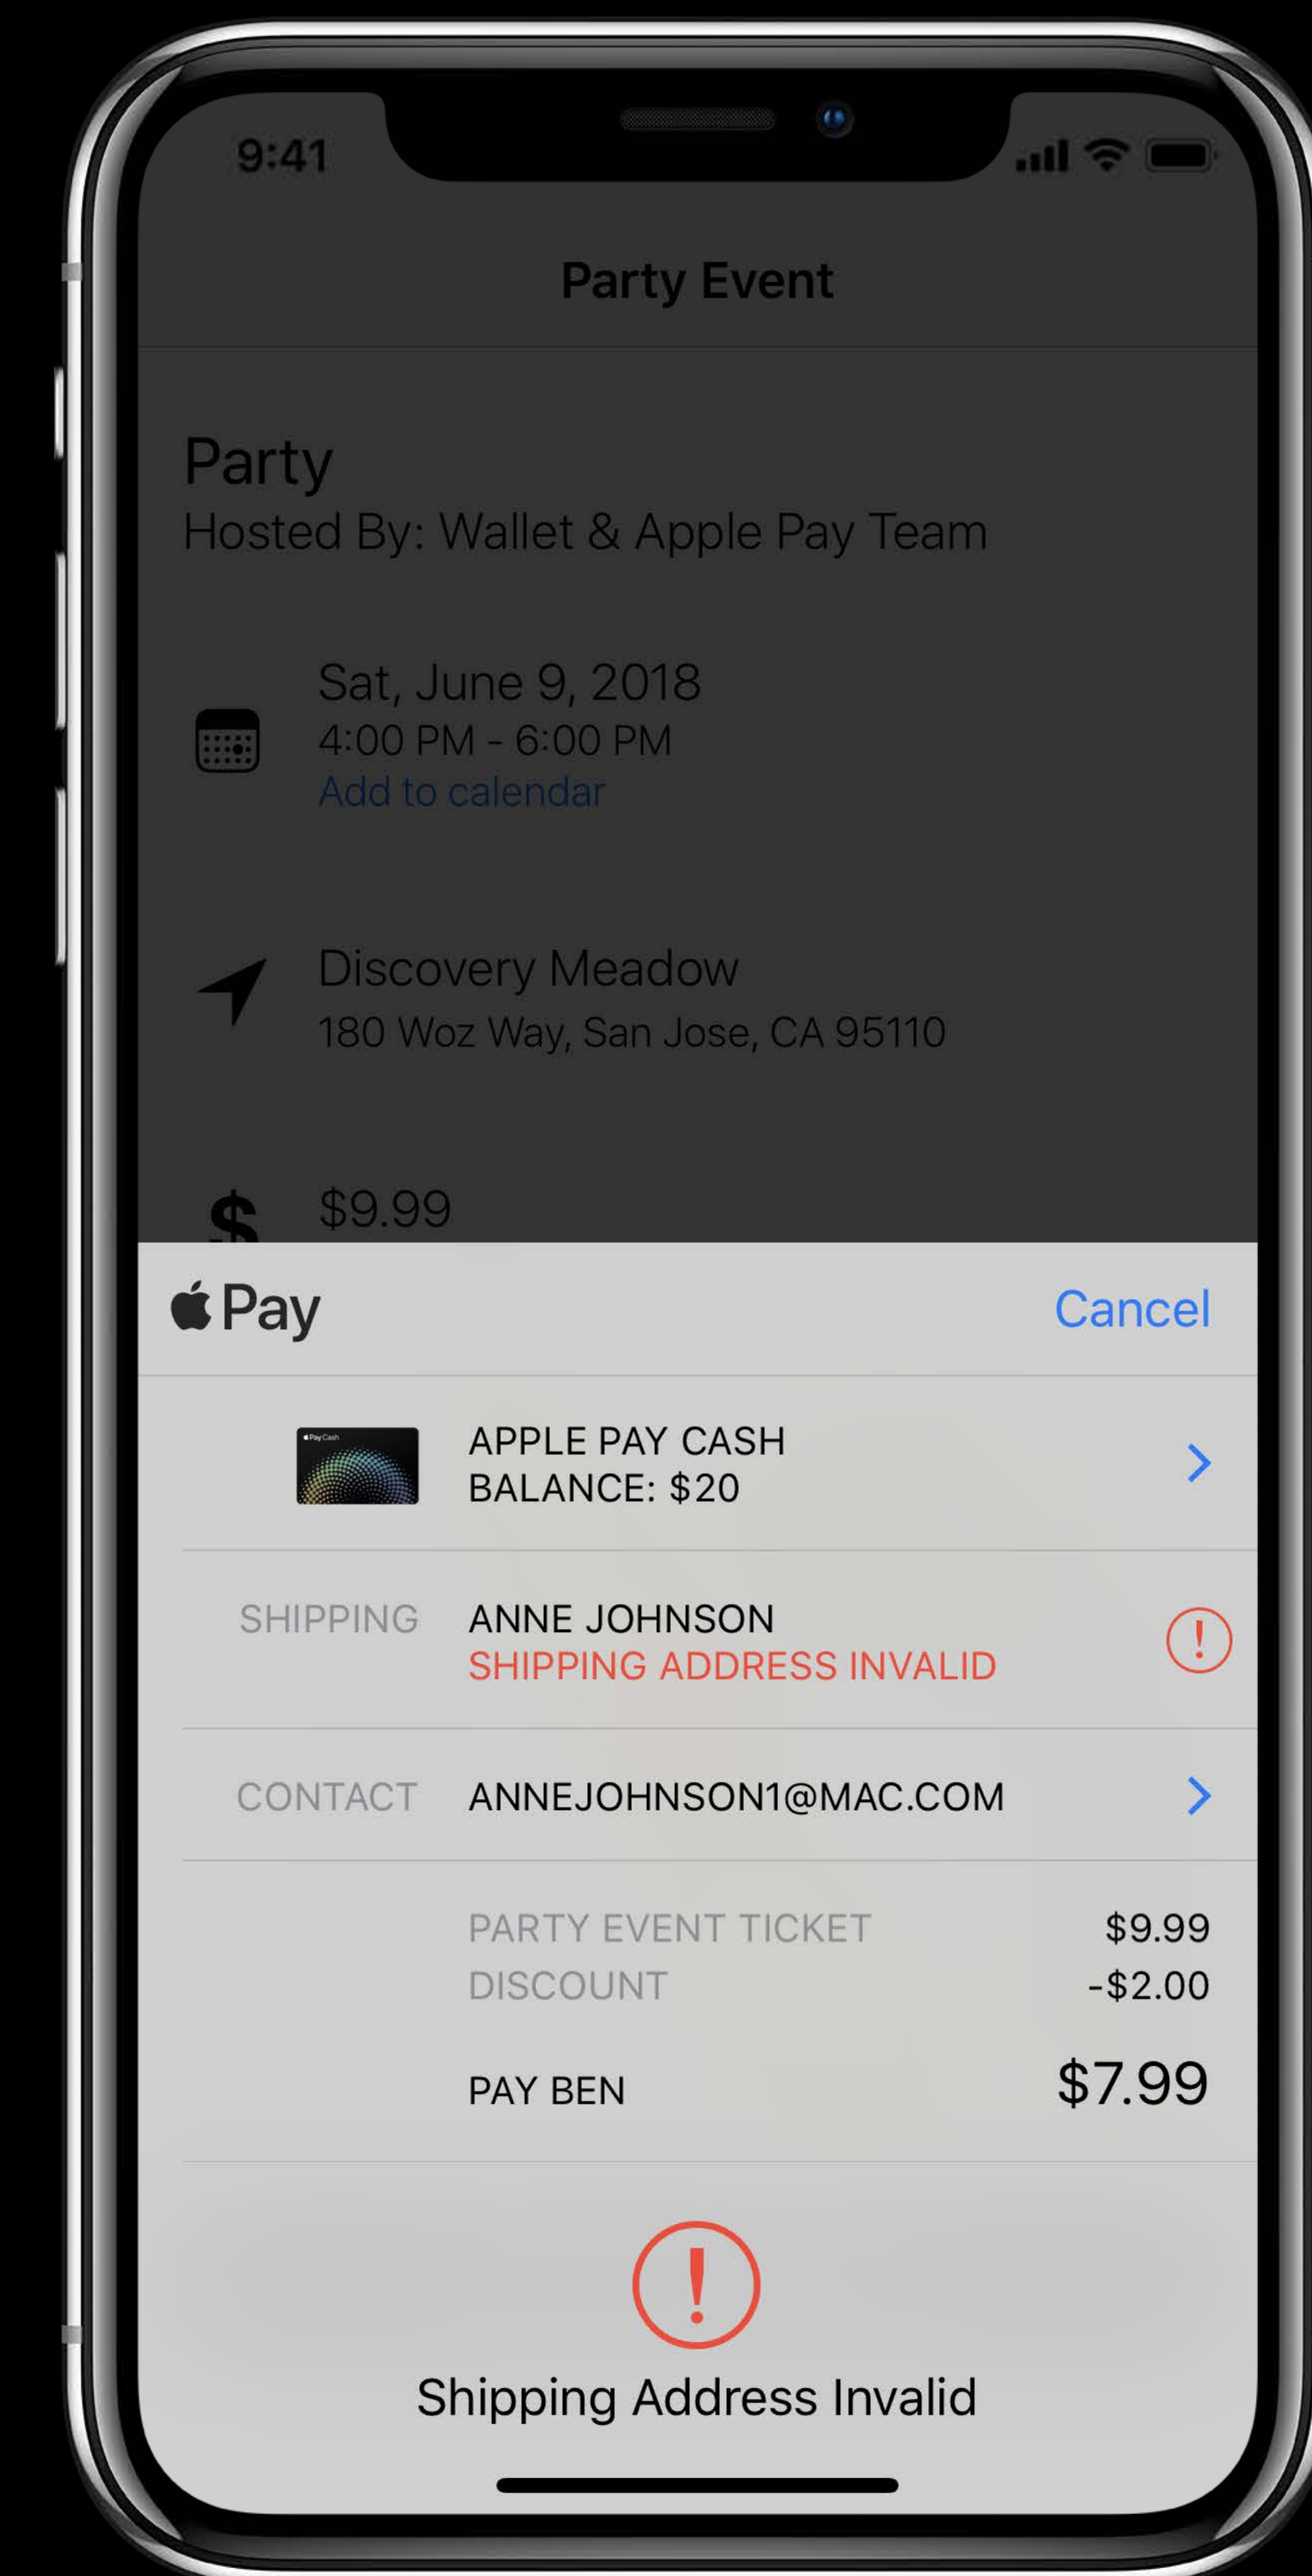 9:41
Party Event
Party
Hosted By: Wallet & Apple Pay Team
Sat, June 9, 2018
4:00 PM - 6:00 PM
Add to calendar
Discovery Meadow
180 Woz Way, San Jose, CA 95110
$ $9.99
Pay Cancel
Pay Cash
APPLE PAY CASH
BALANCE: $20
SHIPPING ANNE JOHNSON
SHIPPING ADDRESS INVALID
CONTACT ANNEJOHNSON1@MAC.COM
PARTY EVENT TICKET $9.99
DISCOUNT -$2.00
PAY BEN $7.99
Shipping Address Invalid